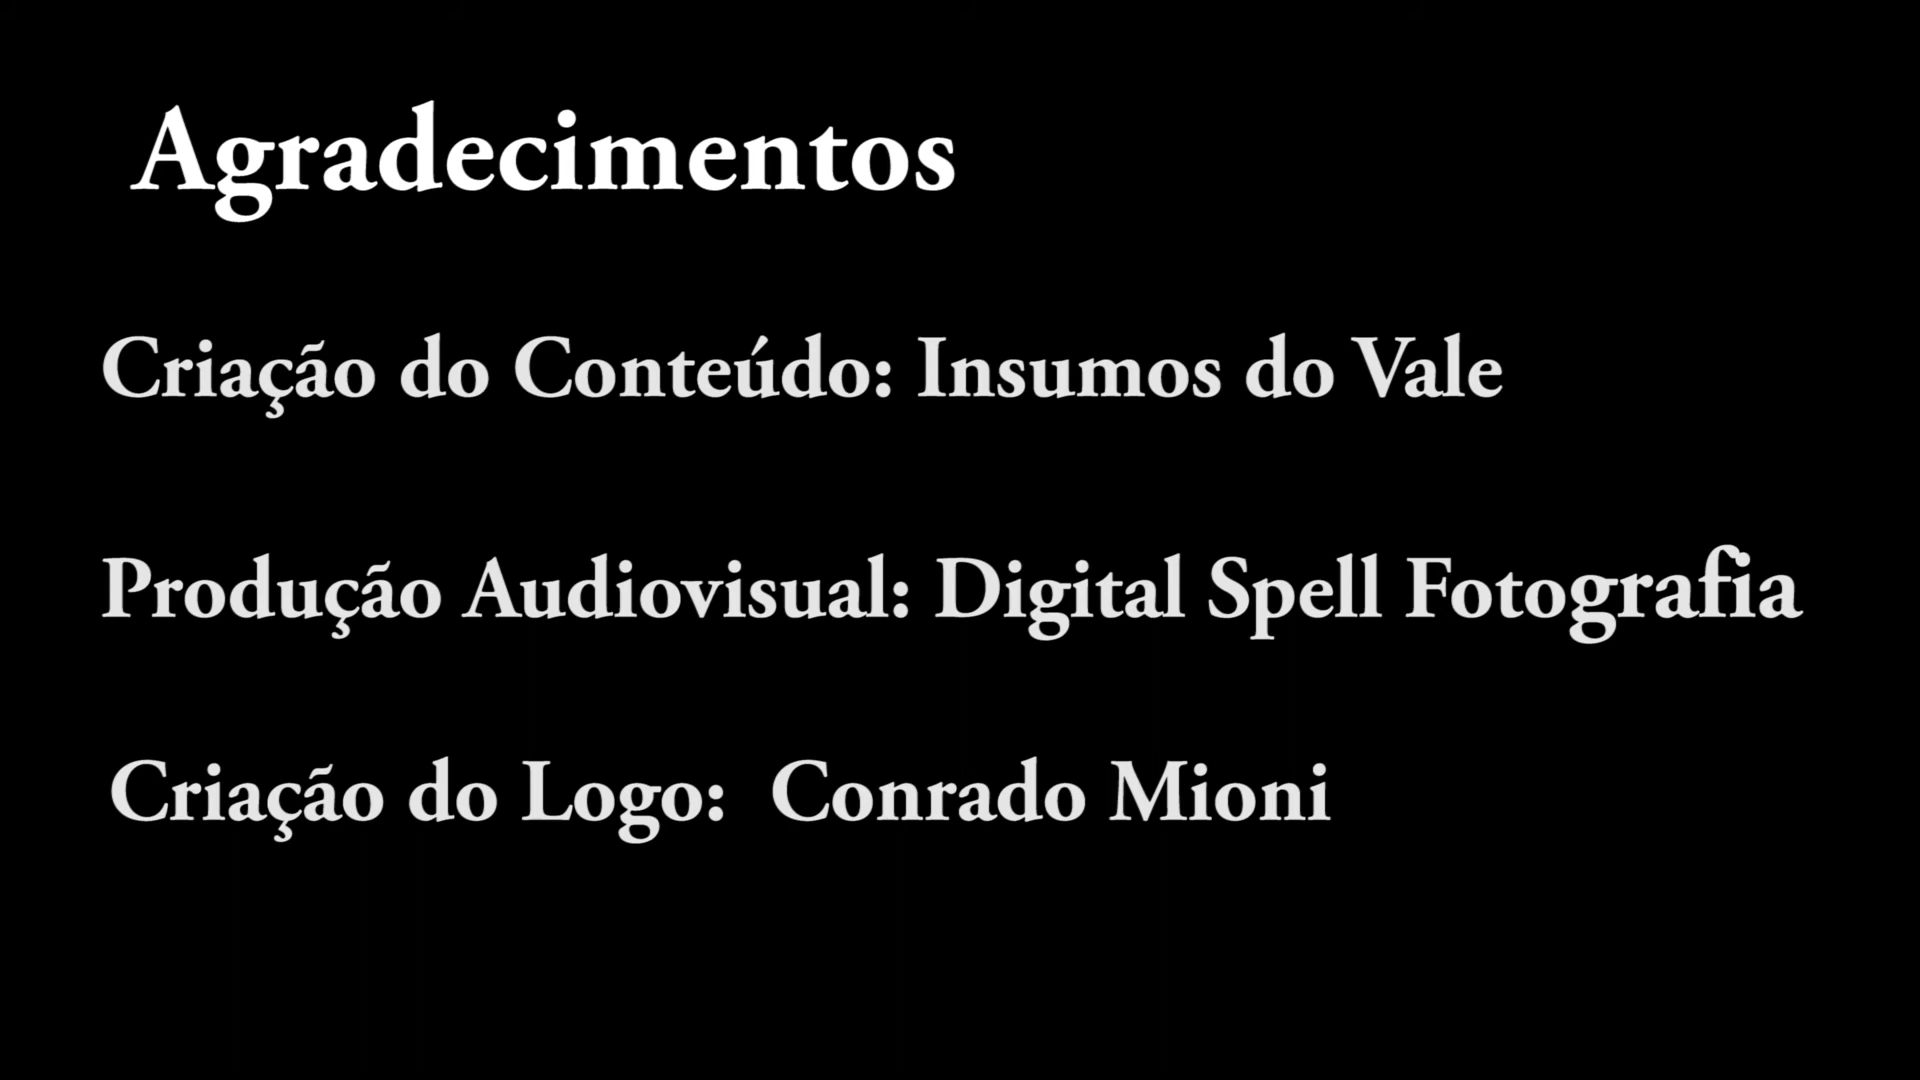 Agradecimentos
Criação do Conteúdo: Insumos do Vale
Produção Audiovisual: Digital Spell Fotografia
Criação do Logo: Conrado Mioni